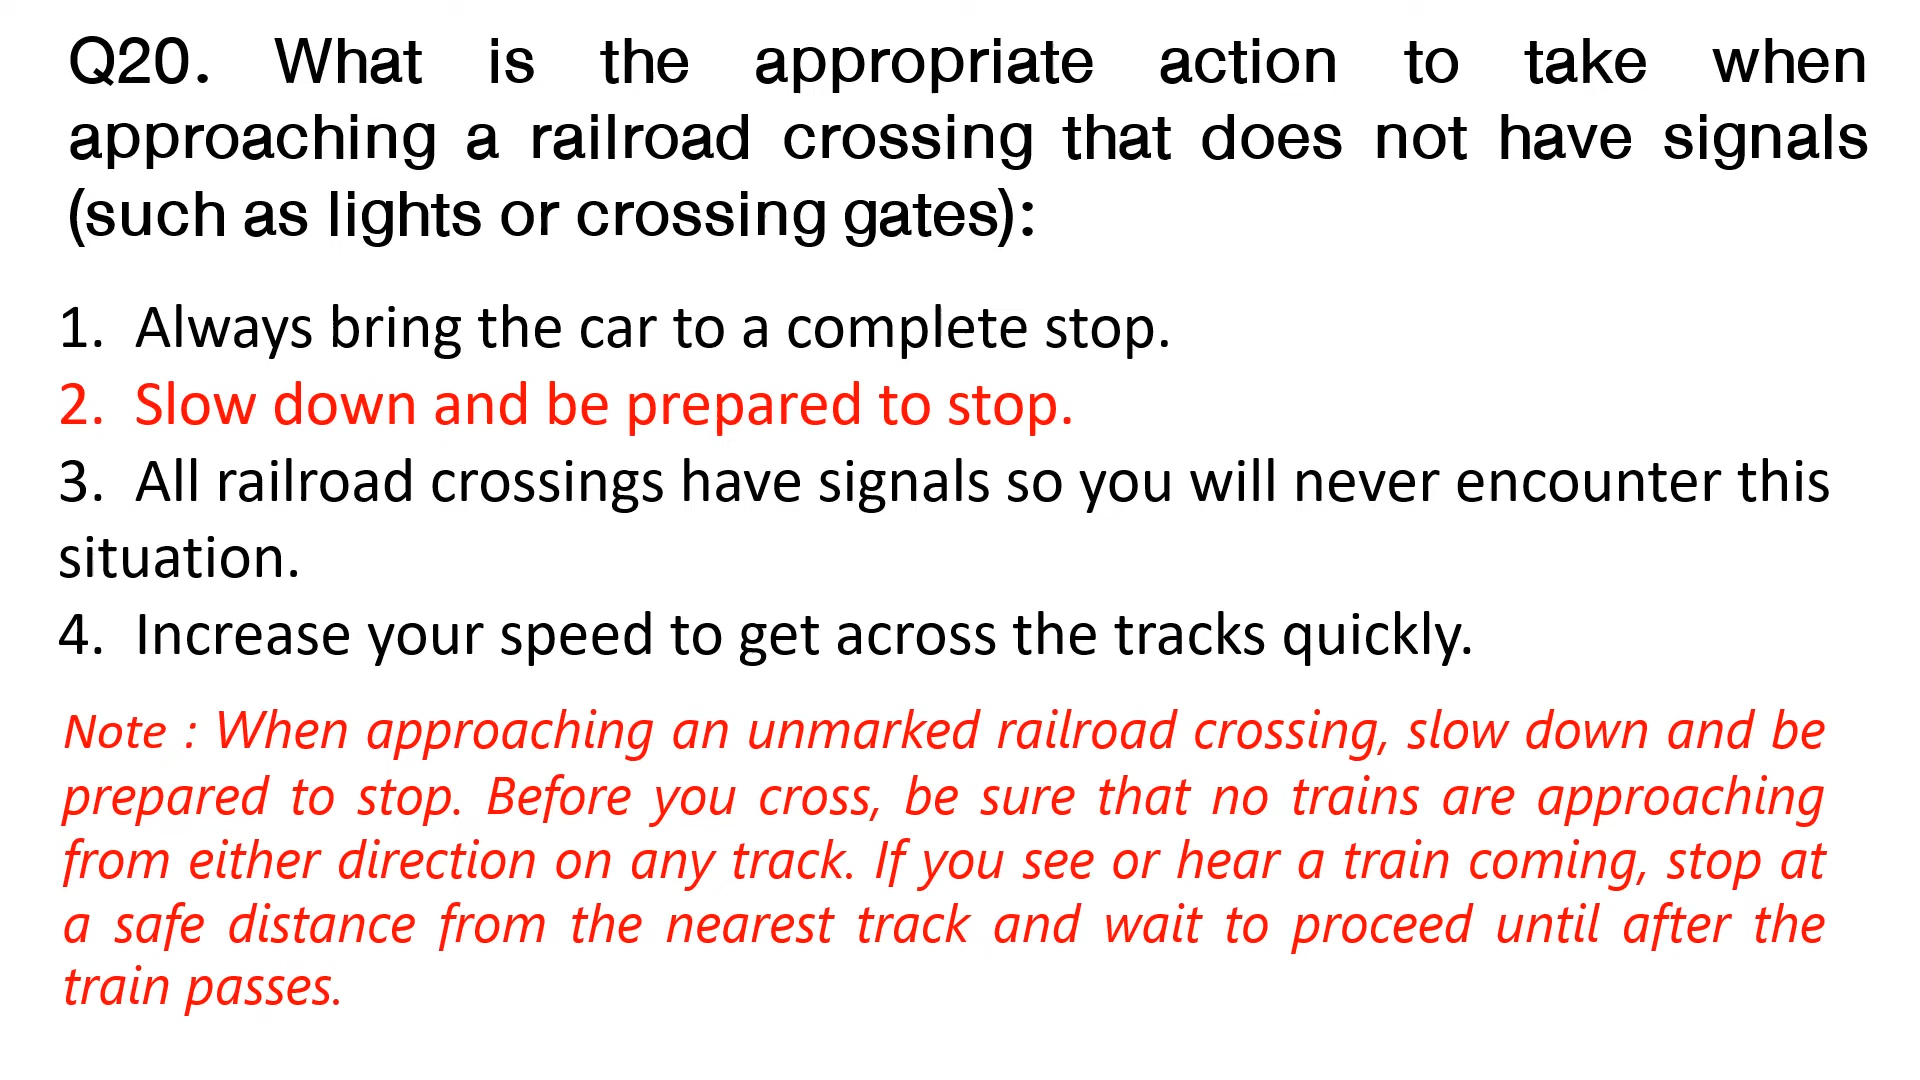 Q20. What is the appropriate action to take when
approaching a railroad crossing that does not have signals
(such as lights or crossing gates):
1. Always bring the car to a complete stop.
2. Slow down and be prepared to stop.
3. All railroad crossings have signals so you will never encounter this
situation.
4. Increase your speed to get across the tracks quickly.
Note : When approaching an unmarked railroad crossing, slow down and be
prepared to stop. Before you cross, be sure that no trains are approaching
from either direction on any track. If you see or hear a train coming, stop at
a safe distance from the nearest track and wait to proceed until after the
train passes.